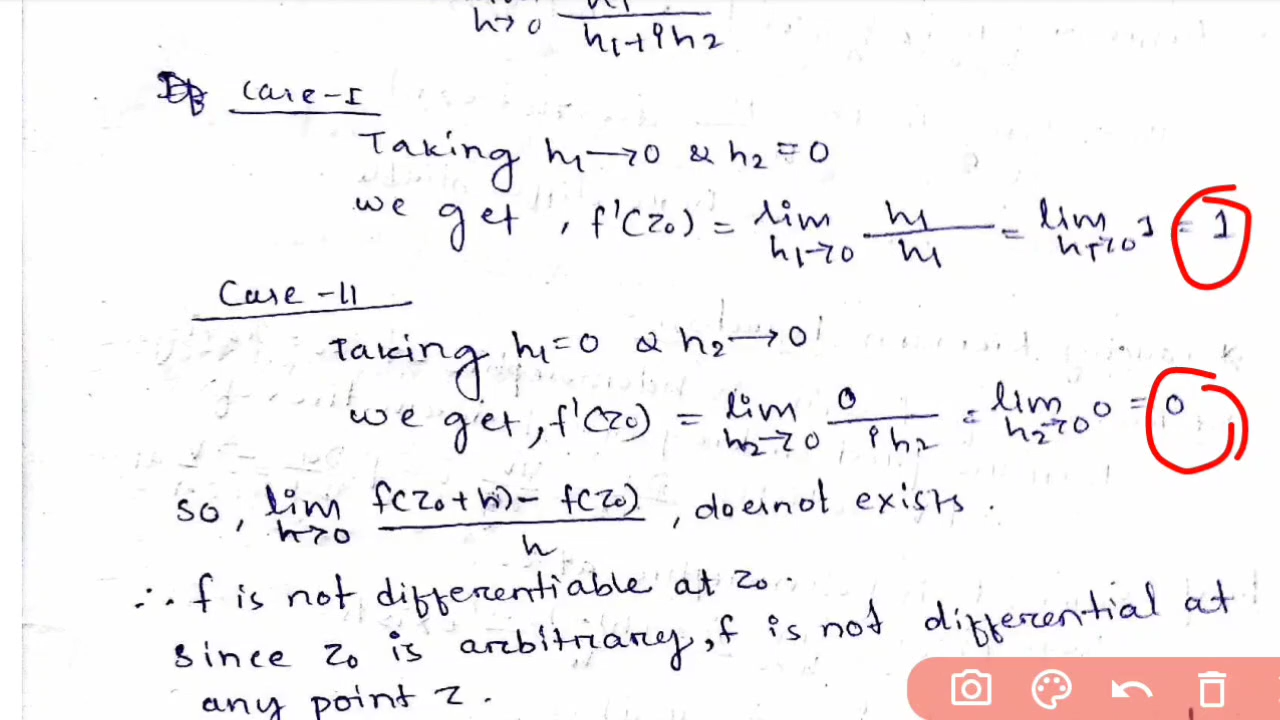 h→0 h1+ih2
Case-I
Taking h1→0 & h2=0
we get, f'(z0) = lim h1→0 h1/h1 = lim h1→0 1 = 1
Case-II
Taking h1=0 & h2→0
we get, f'(z0) = lim h2→0 0/ih2 = lim h2→0 0 = 0
so, lim h→0 f(z0+h)-f(z0)/h, doesnot exists.
∴ f is not differentiable at z0.
since z0 is arbitrary, f is not differential at
any point z.